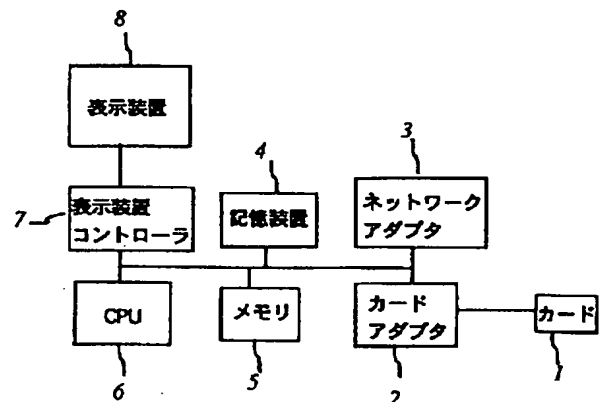 8
表示装置
3
4
ネットワーク
アダプタ
7
表示装置
コントローラ
記憶装置
CPU
メモリ
カード
アダプタ
カード
6
5
2
1